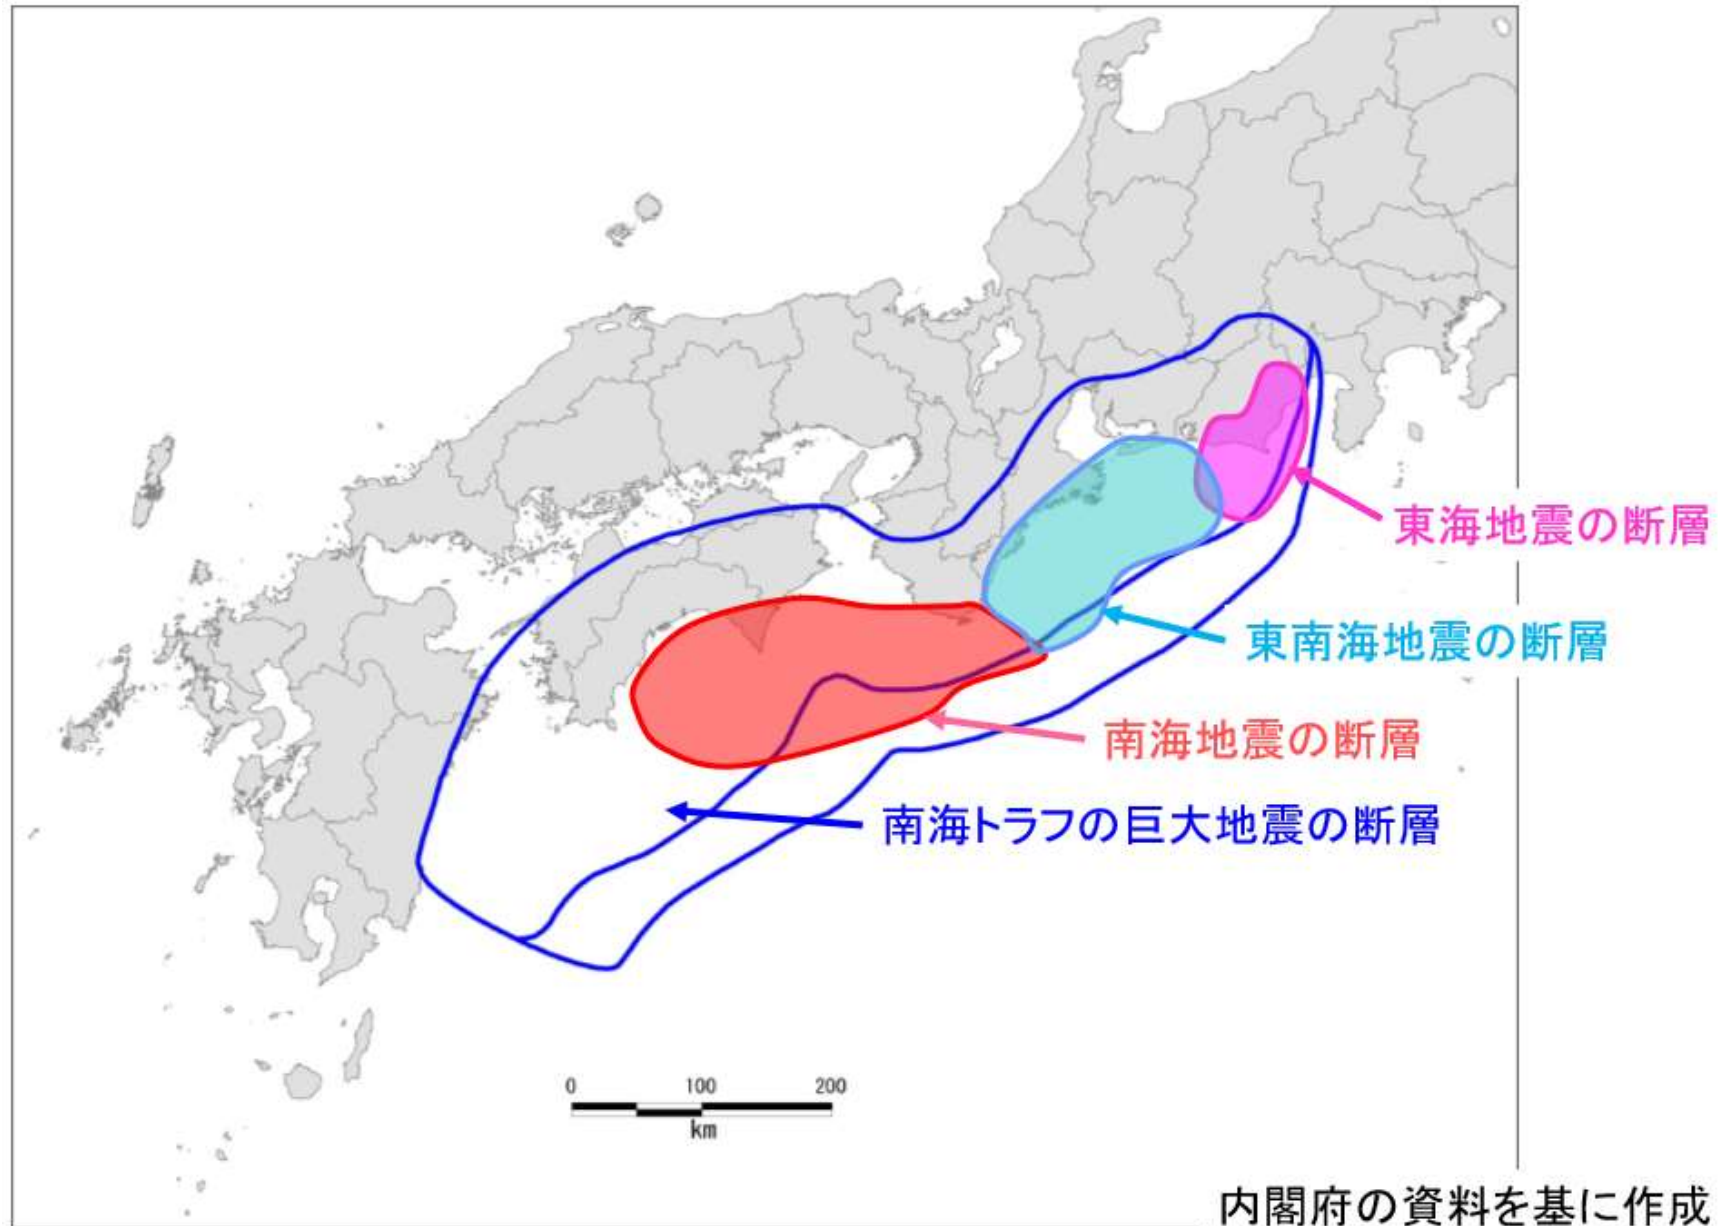 東海地震の断層
東南海地震の断層
南海地震の断層
南海トラフの巨大地震の断層
0 100 200
km
内閣府の資料を基に作成